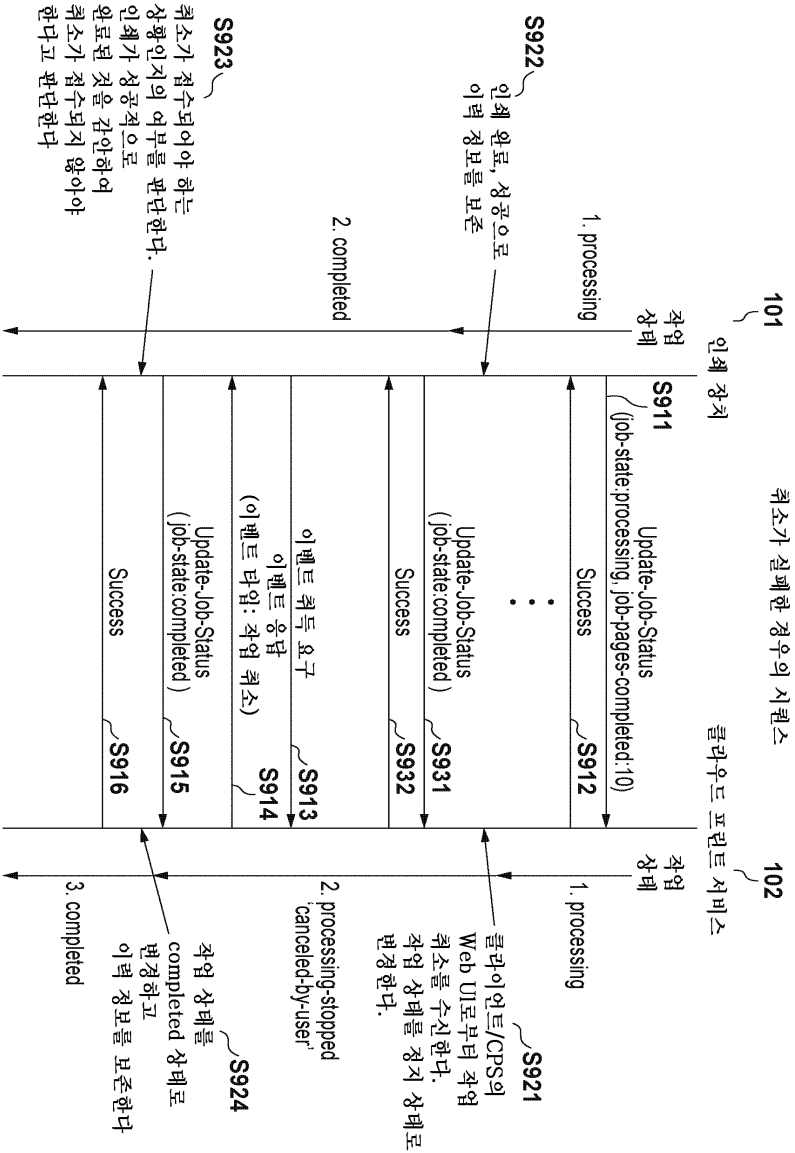 취소가 실패한 경우의 시퀀스
101
인쇄 장치
클라우드 프린트 서비스
102
작업
상태
작업
상태
1. processing
1. processing
S911
Update-Job-Status
(job-state:processing, job-pages-completed:10)
Success
S912
S922
인쇄 완료, 성공으로
이력 정보를 보존
S921
클라이언트/CPS의
Web UI로부터 작업
취소를 수신한다.
작업 상태를 정지 상태로
변경한다.
Update-Job-Status
(job-state:completed)
S931
Success
S932
2. completed
2. processing-stopped
'canceled-by-user'
이벤트 취득 요구
S913
이벤트 응답
(이벤트 타입: 작업 취소)
S914
Update-Job-Status
(job-state:completed)
S915
Success
S916
S923
취소가 접수되어야 하는
상황인지의 여부를 판단한다.
인쇄가 성공적으로
완료된 것을 감안하여
취소가 접수되지 않아야
한다고 판단한다
S924
작업 상태를
completed 상태로
변경하고
이력 정보를 보존한다
3. completed